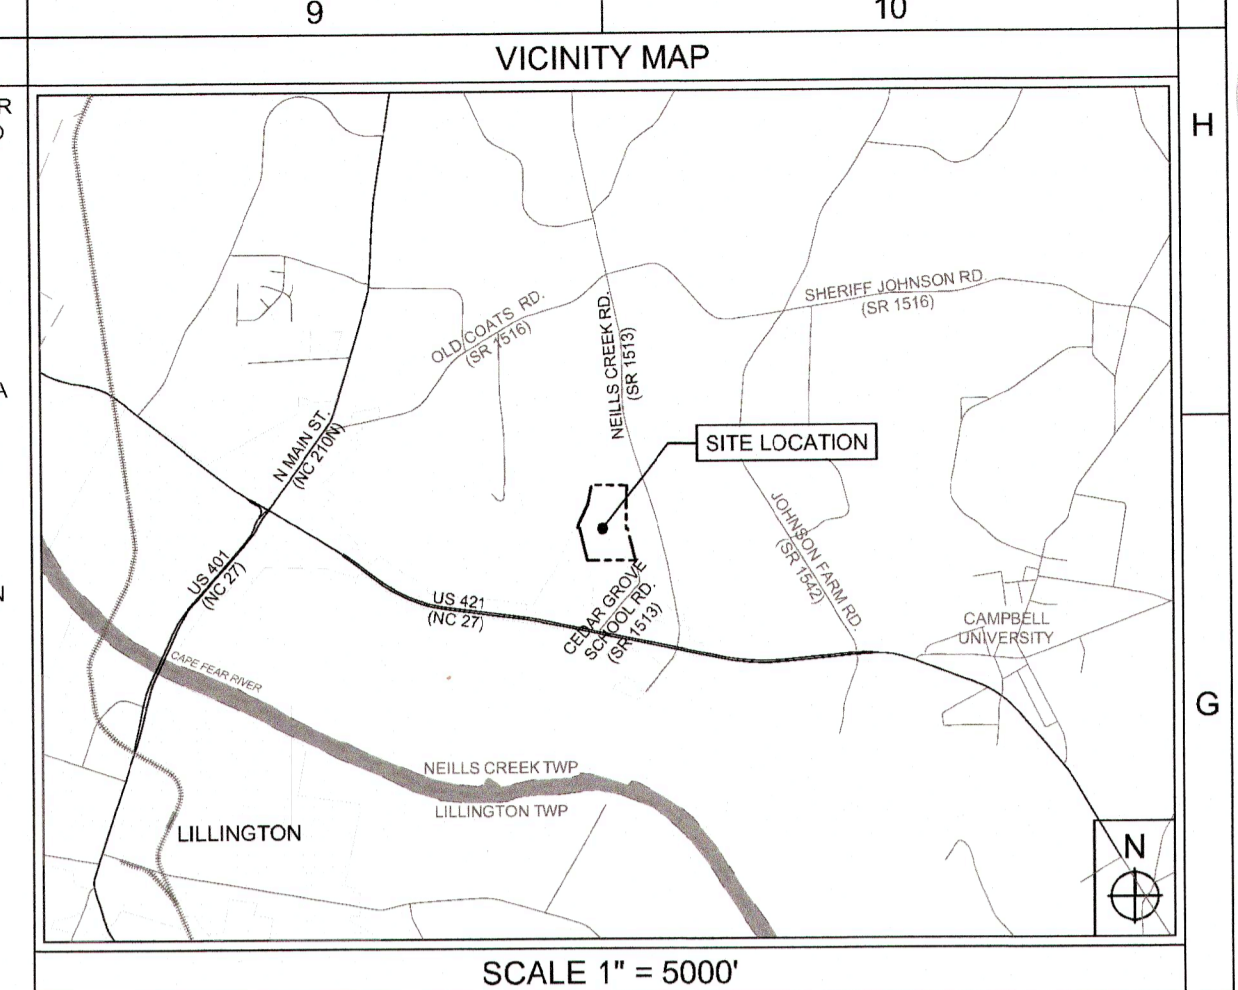 9
10
VICINITY MAP
R
H
SHERIFF JOHNSON RD.
(SR 1516)
OLD COATS RD.
(SR 1516)
NEILLS CREEK RD.
(SR 1513)
A
N MAIN ST.
(NC 210N)
SITE LOCATION
JOHNSON FARM RD.
(SR 1542)
US 401
(NC 27)
N
US 421
(NC 27)
CEDAR GROVE
SCHOOL RD.
(SR 1513)
CAMPBELL
UNIVERSITY
CAPE FEAR RIVER
G
NEILLS CREEK TWP
LILLINGTON TWP
LILLINGTON
N
SCALE 1" = 5000'